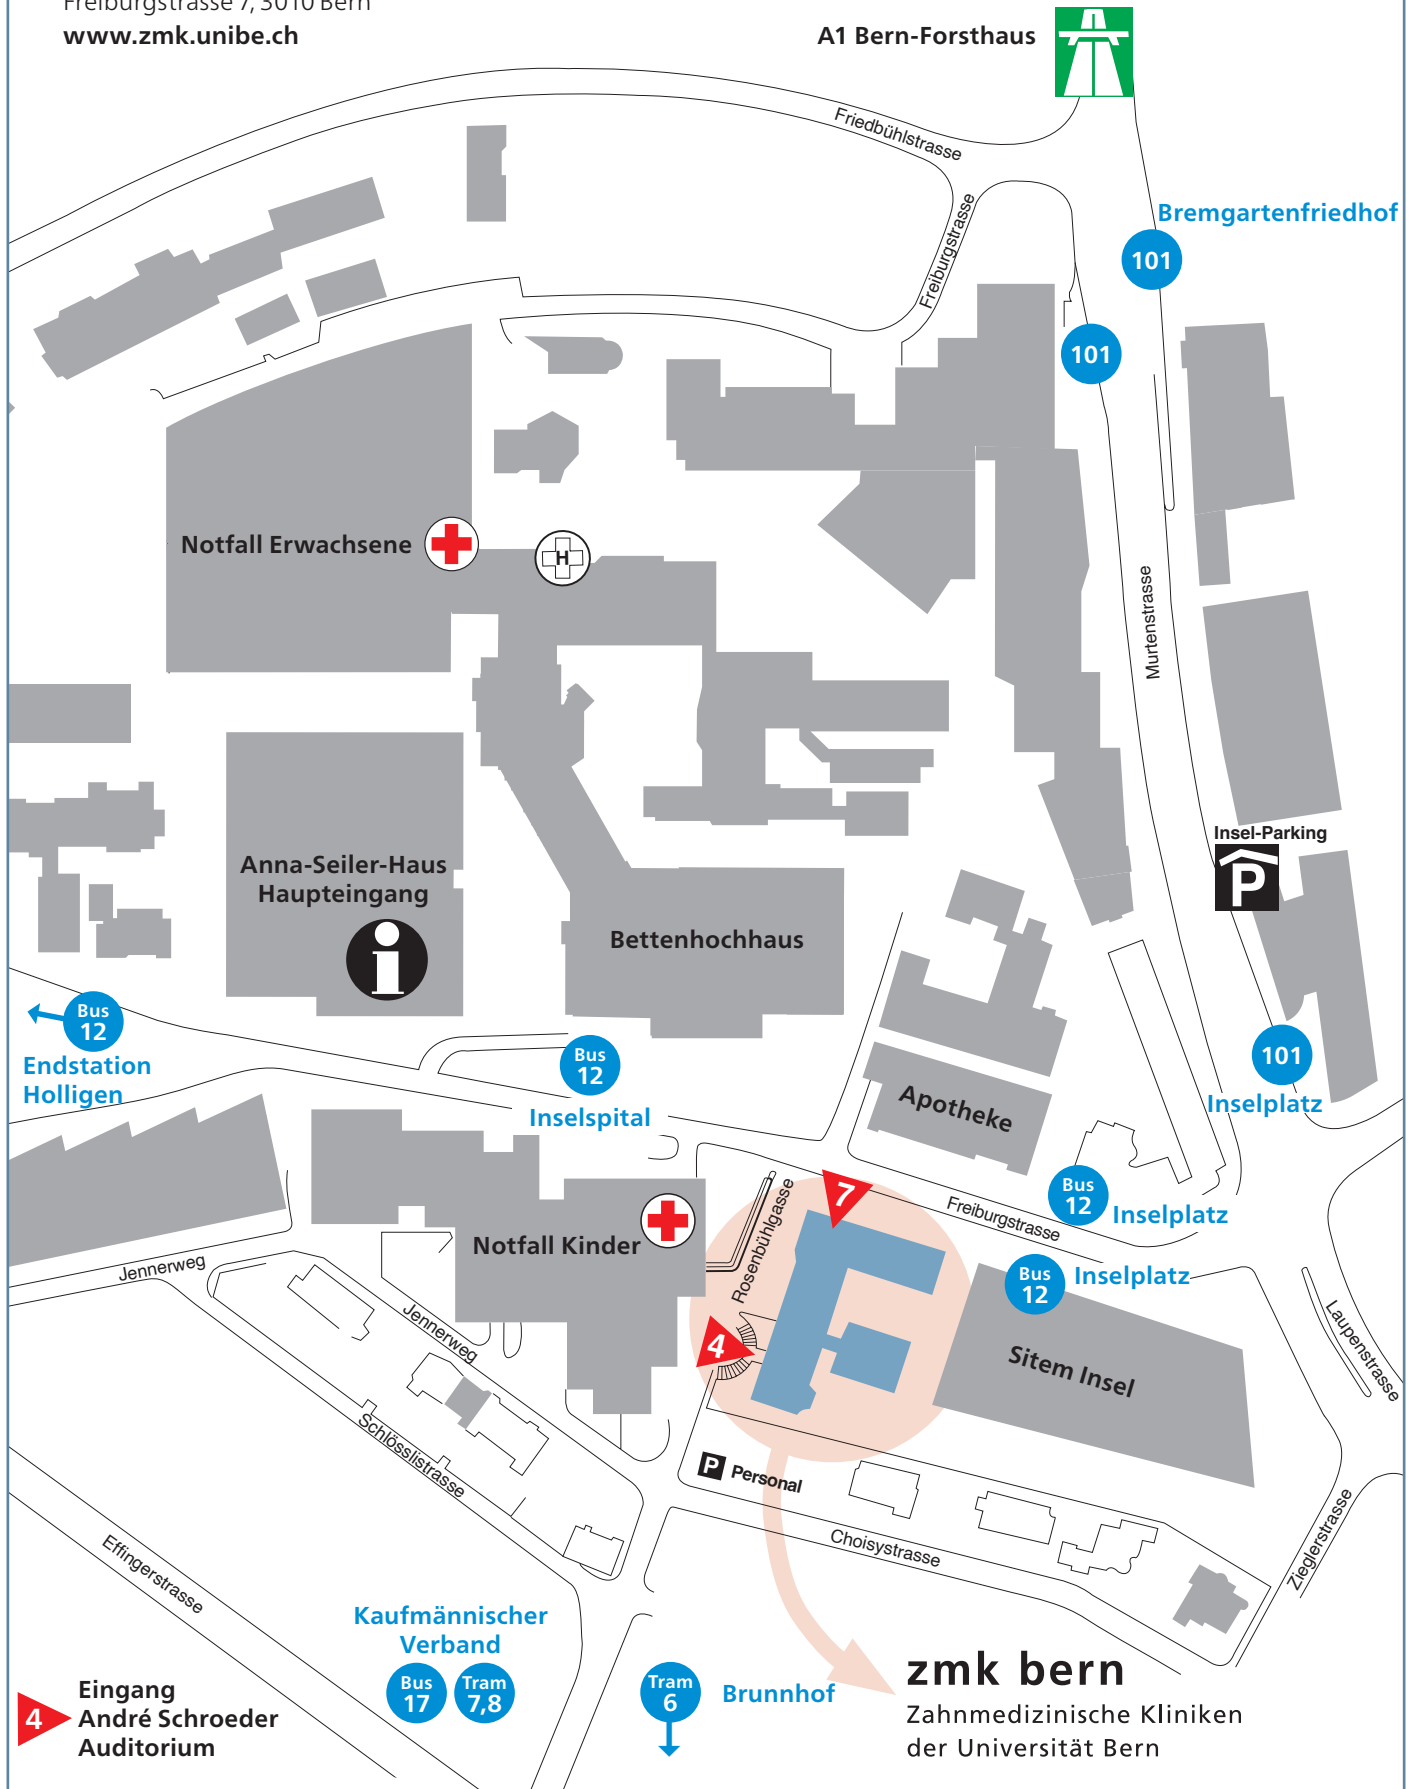 Freiburgstrasse 7, 3010 Bern
www.zmk.unibe.ch
A1 Bern-Forsthaus
Friedbühlstrasse
Freiburgstrasse
Bremgartenfriedhof
101
101
Notfall Erwachsene
H
Murtenstrasse
Insel-Parking
P
Anna-Seiler-Haus
Haupteingang
i
Bettenhochhaus
Bus
12
Endstation
Holligen
Bus
12
Inselspital
Apotheke
101
Inselplatz
Bus
12
Inselplatz
7
Freiburgstrasse
Rosenbühlgasse
Notfall Kinder
Jennerweg
Bus
12
Inselplatz
Jennerweg
4
Sitem Insel
Laupenstrasse
Schlösslistrasse
P Personal
Choisystrasse
Zieglerstrasse
Effingerstrasse
Kaufmännischer
Verband
Bus
17
Tram
7,8
Tram
6
Brunnhof
zmk bern
Zahnmedizinische Kliniken
der Universität Bern
4
Eingang
André Schroeder
Auditorium